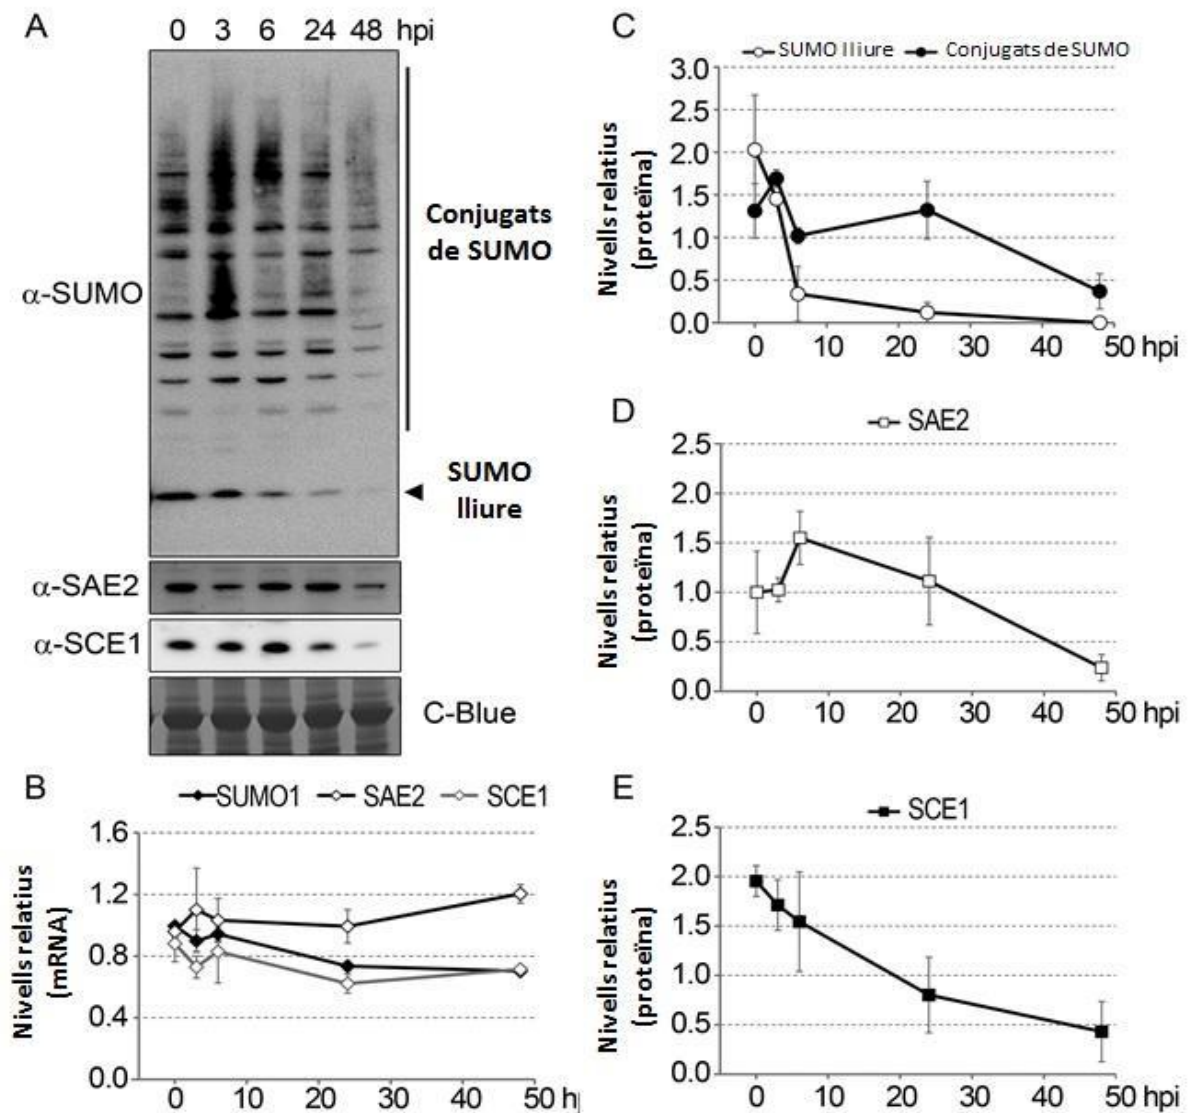 A
0 3 6 24 48 hpi
α-SUMO
Conjugats
de SUMO
SUMO
lliure
α-SAE2
α-SCE1
C-Blue
B
SUMO1 SAE2 SCE1
Nivells relatius
(mRNA)
1.6
1.2
0.8
0.4
0.0
0 10 20 30 40 50 h
C
SUMO lliure Conjugats de SUMO
Nivells relatius
(proteïna)
3.0
2.5
2.0
1.5
1.0
0.5
0.0
0 10 20 30 40 50 hpi
D
SAE2
Nivells relatius
(proteïna)
2.5
2.0
1.5
1.0
0.5
0.0
0 10 20 30 40 50 hpi
E
SCE1
Nivells relatius
(proteïna)
2.5
2.0
1.5
1.0
0.5
0.0
0 10 20 30 40 50 hpi